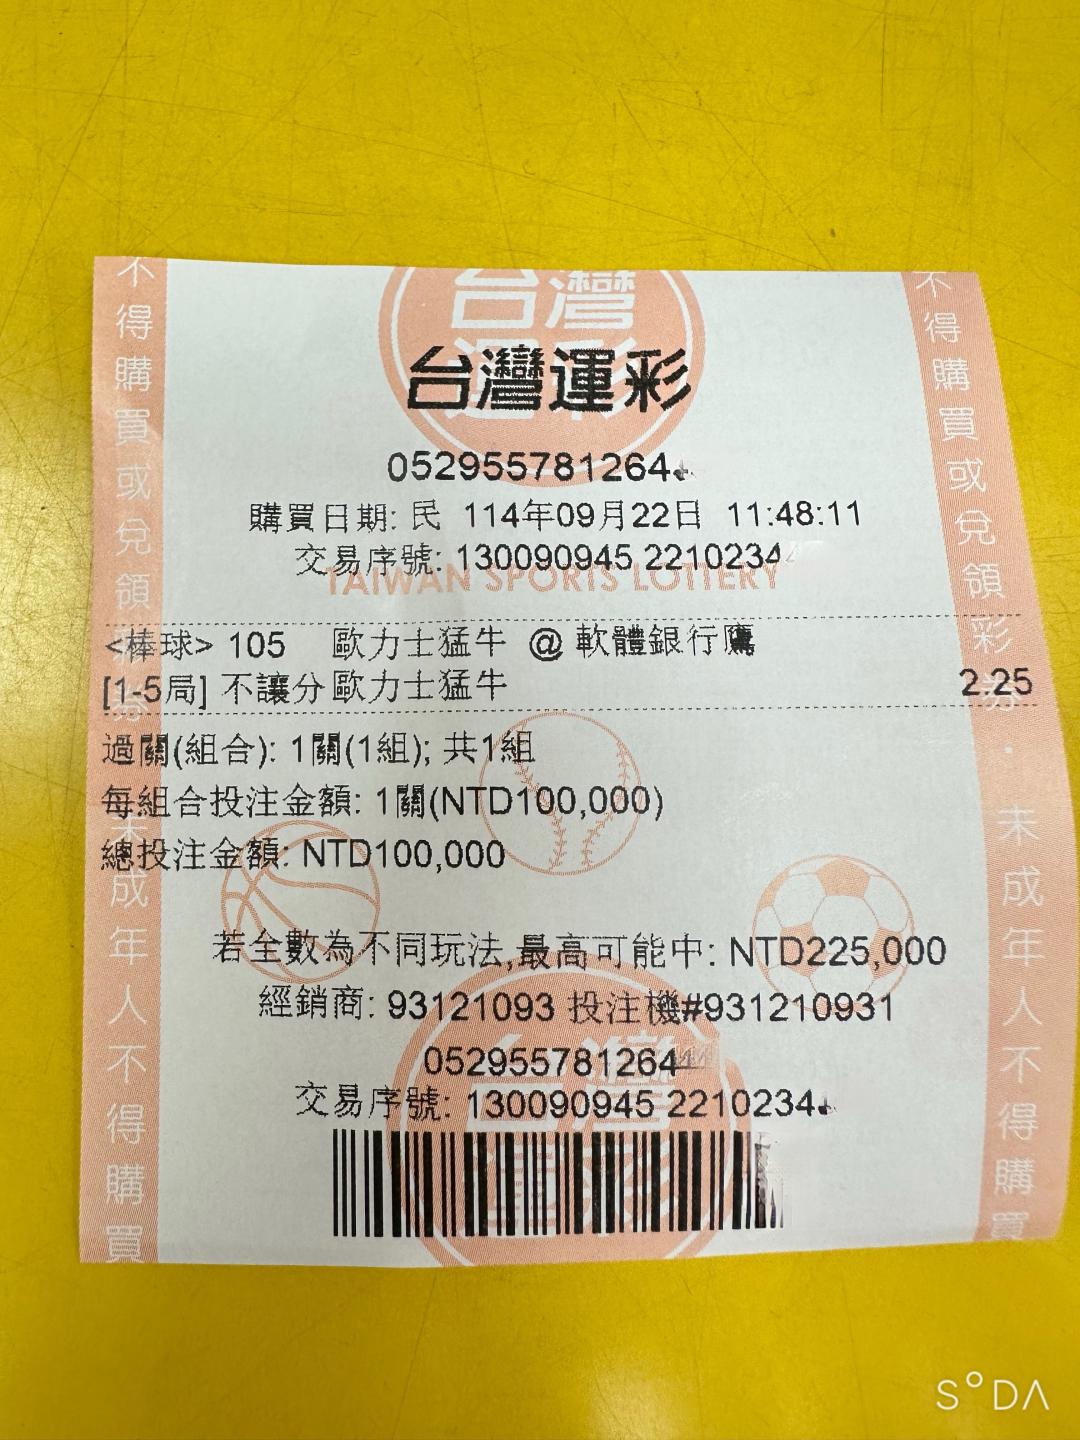 台灣
台灣運彩
052955781264
購買日期: 民 114年09月22日 11:48:11
交易序號: 130090945 2210234
TAIWAN SPORTS LOTTERY
<棒球> 105 歐力士猛牛 @ 軟體銀行鷹
[1-5局] 不讓分 歐力士猛牛 2.25
過關(組合): 1關(1組); 共1組
每組合投注金額: 1關(NTD100,000)
總投注金額: NTD100,000
若全數為不同玩法,最高可能中: NTD225,000
經銷商: 93121093 投注機#931210931
052955781264
交易序號: 130090945 2210234
不得購買或兌領彩券・未成年人不得購買
不得購買或兌領彩券・未成年人不得購買
SODA